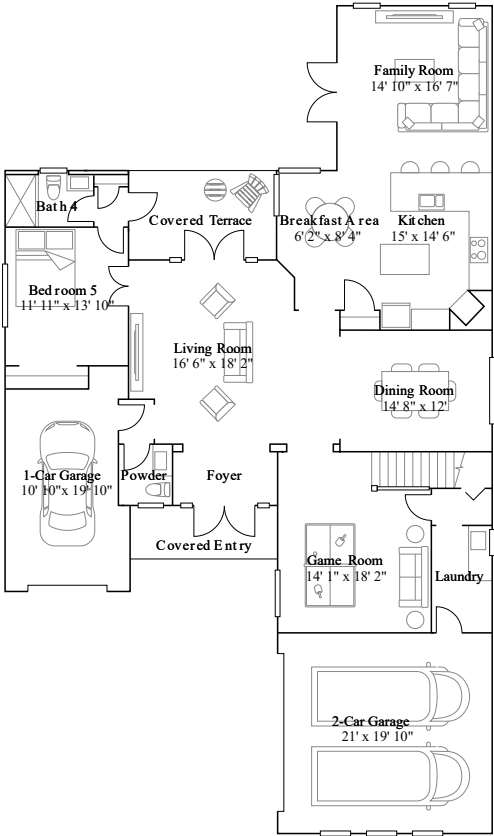 Family Room
14' 10" x 16' 7"
Bath 4
Covered Terrace
Breakfast Area
6' 2" x 8' 4"
Kitchen
15' x 14' 6"
Bedroom 5
11' 11" x 13' 10"
Living Room
16' 6" x 18' 2"
Dining Room
14' 8" x 12'
1-Car Garage
10' 10"x 19' 10"
Powder
Foyer
Covered Entry
Game Room
14' 1" x 18' 2"
Laundry
2-Car Garage
21' x 19' 10"